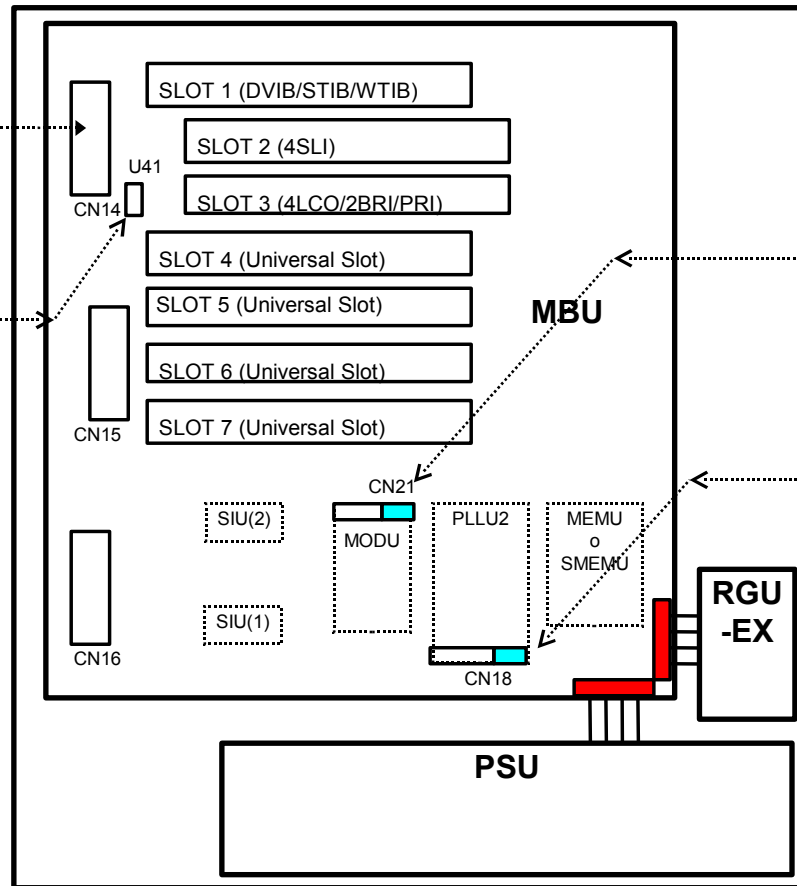 SLOT 1 (DVIB/STIB/WTIB)
SLOT 2 (4SLI)
U41
CN14
SLOT 3 (4LCO/2BRI/PRI)
SLOT 4 (Universal Slot)
SLOT 5 (Universal Slot)
MBU
SLOT 6 (Universal Slot)
SLOT 7 (Universal Slot)
CN15
CN21
SIU(2)
MODU
PLLU2
MEMU
o
SMEMU
RGU
-EX
SIU(1)
CN16
CN18
PSU